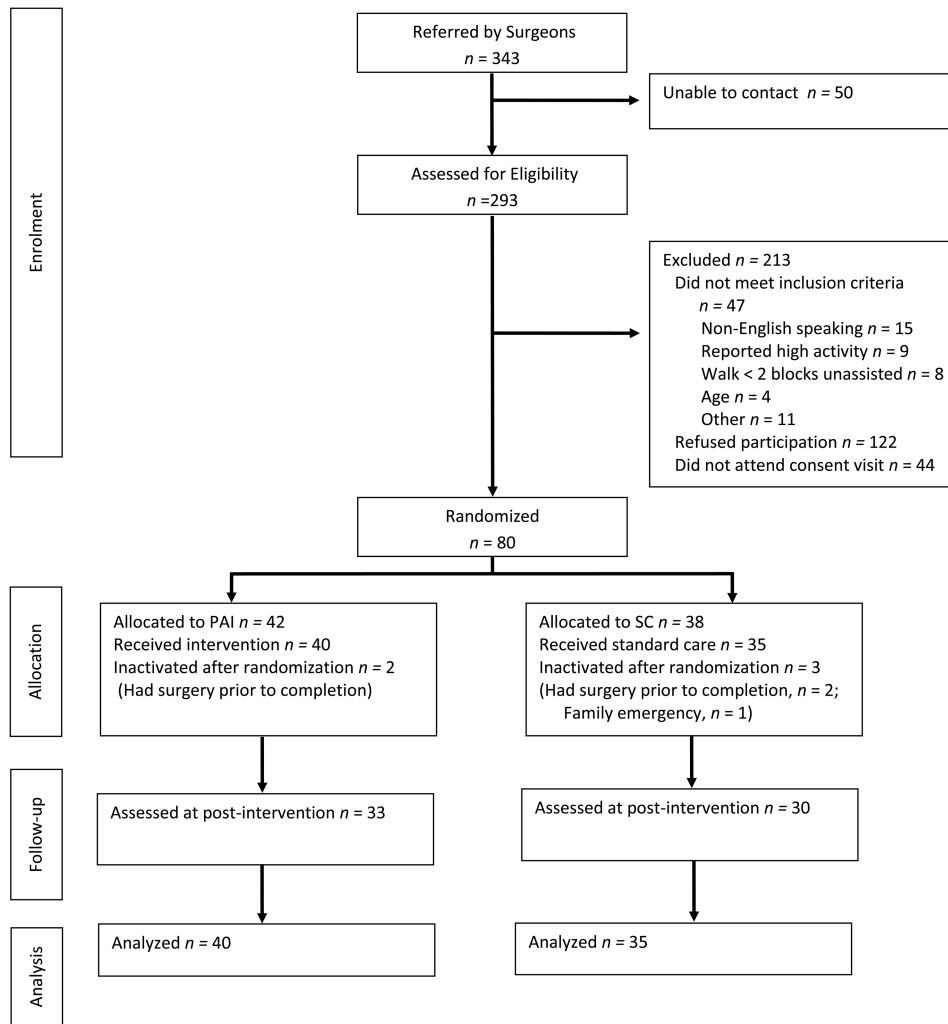 Enrolment
Referred by Surgeons
n = 343
Unable to contact n = 50
Assessed for Eligibility
n =293
Excluded n = 213
Did not meet inclusion criteria
n = 47
Non-English speaking n = 15
Reported high activity n = 9
Walk < 2 blocks unassisted n = 8
Age n = 4
Other n = 11
Refused participation n = 122
Did not attend consent visit n = 44
Randomized
n = 80
Allocation
Allocated to PAI n = 42
Received intervention n = 40
Inactivated after randomization n = 2
(Had surgery prior to completion)
Allocated to SC n = 38
Received standard care n = 35
Inactivated after randomization n = 3
(Had surgery prior to completion, n = 2;
Family emergency, n = 1)
Follow-up
Assessed at post-intervention n = 33
Assessed at post-intervention n = 30
Analysis
Analyzed n = 40
Analyzed n = 35